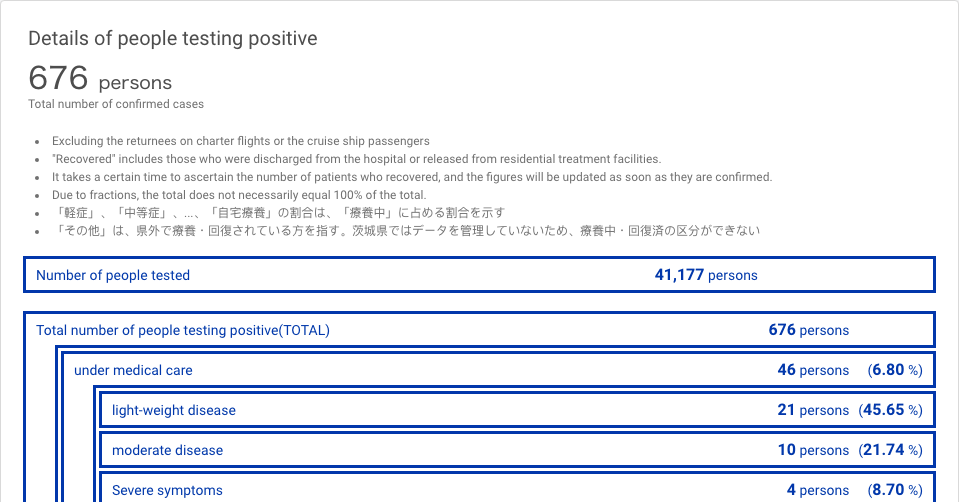 Details of people testing positive
676 persons
Total number of confirmed cases
• Excluding the returnees on charter flights or the cruise ship passengers
• "Recovered" includes those who were discharged from the hospital or released from residential treatment facilities.
• It takes a certain time to ascertain the number of patients who recovered, and the figures will be updated as soon as they are confirmed.
• Due to fractions, the total does not necessarily equal 100% of the total.
• 「軽症」、「中等症」、...、「自宅療養」の割合は、「療養中」に占める割合を示す
• 「その他」は、県外で療養・回復されている方を指す。茨城県ではデータを管理していないため、療養中・回復済の区分ができない
Number of people tested 41,177 persons
Total number of people testing positive(TOTAL) 676 persons
under medical care 46 persons (6.80 %)
light-weight disease 21 persons (45.65 %)
moderate disease 10 persons (21.74 %)
Severe symptoms 4 persons (8.70 %)